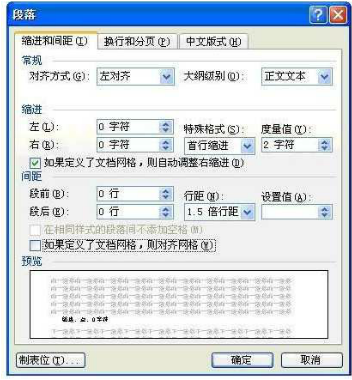 段落
缩进和间距(I) 换行和分页(P) 中文版式(H)
常规
对齐方式(G): 左对齐 大纲级别(O): 正文文本
缩进
左(L): 0 字符 特殊格式(S): 度量值(Y):
右(R): 0 字符 首行缩进 2 字符
如果定义了文档网格，则自动调整右缩进(D)
间距
段前(B): 0 行 行距(N): 设置值(A):
段后(E): 0 行 1.5 倍行距
在相同样式的段落间不添加空格(M)
如果定义了文档网格，则对齐网格(W)
预览
制表位(T)... 确定 取消